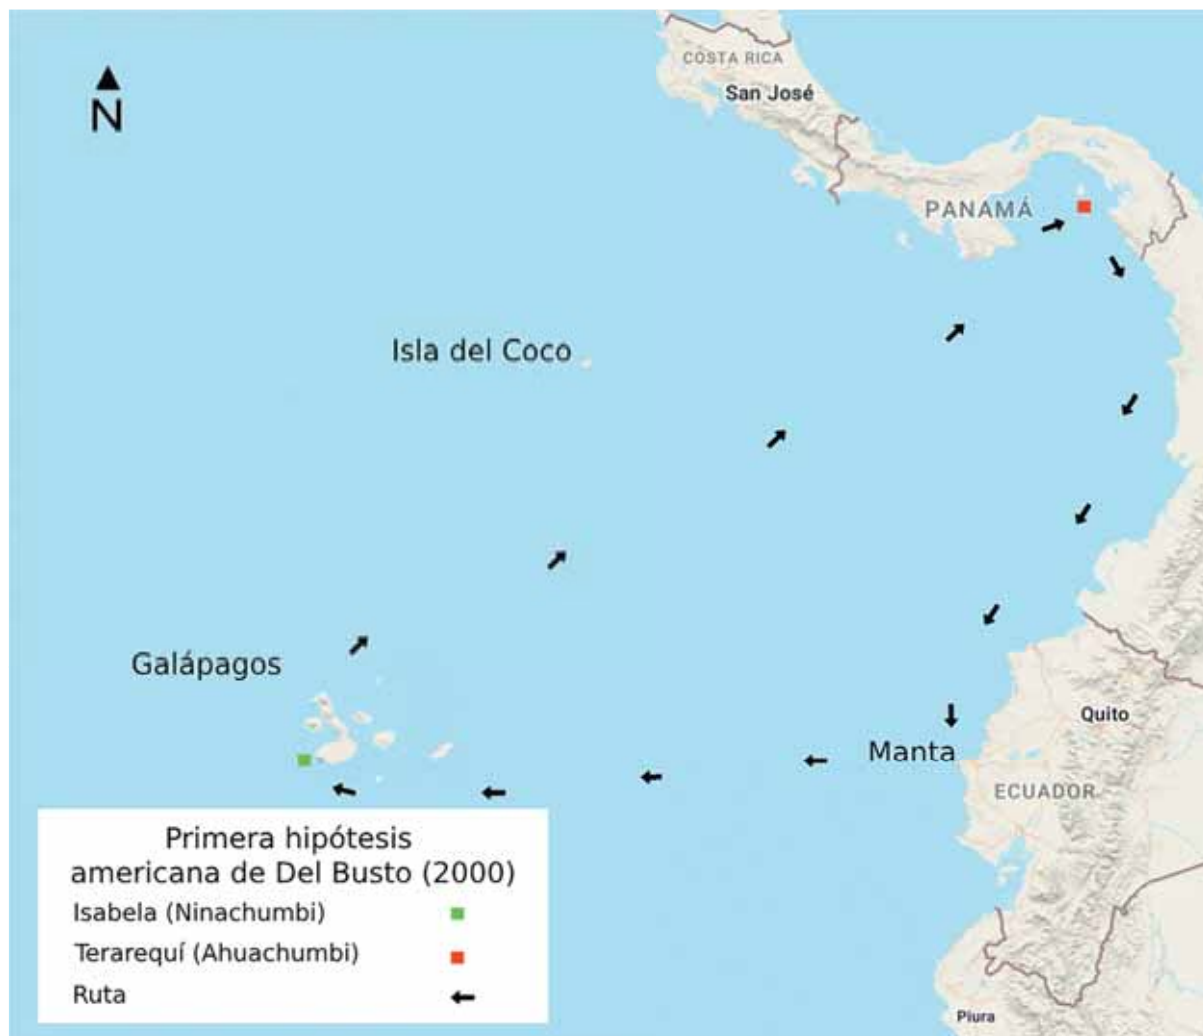 COSTA RICA
San José
N
PANAMÁ
Isla del Coco
Galápagos
Quito
Manta
ECUADOR
Primera hipótesis
americana de Del Busto (2000)
Isabela (Ninachumbi)
Terarequí (Ahuachumbi)
Ruta
Piura